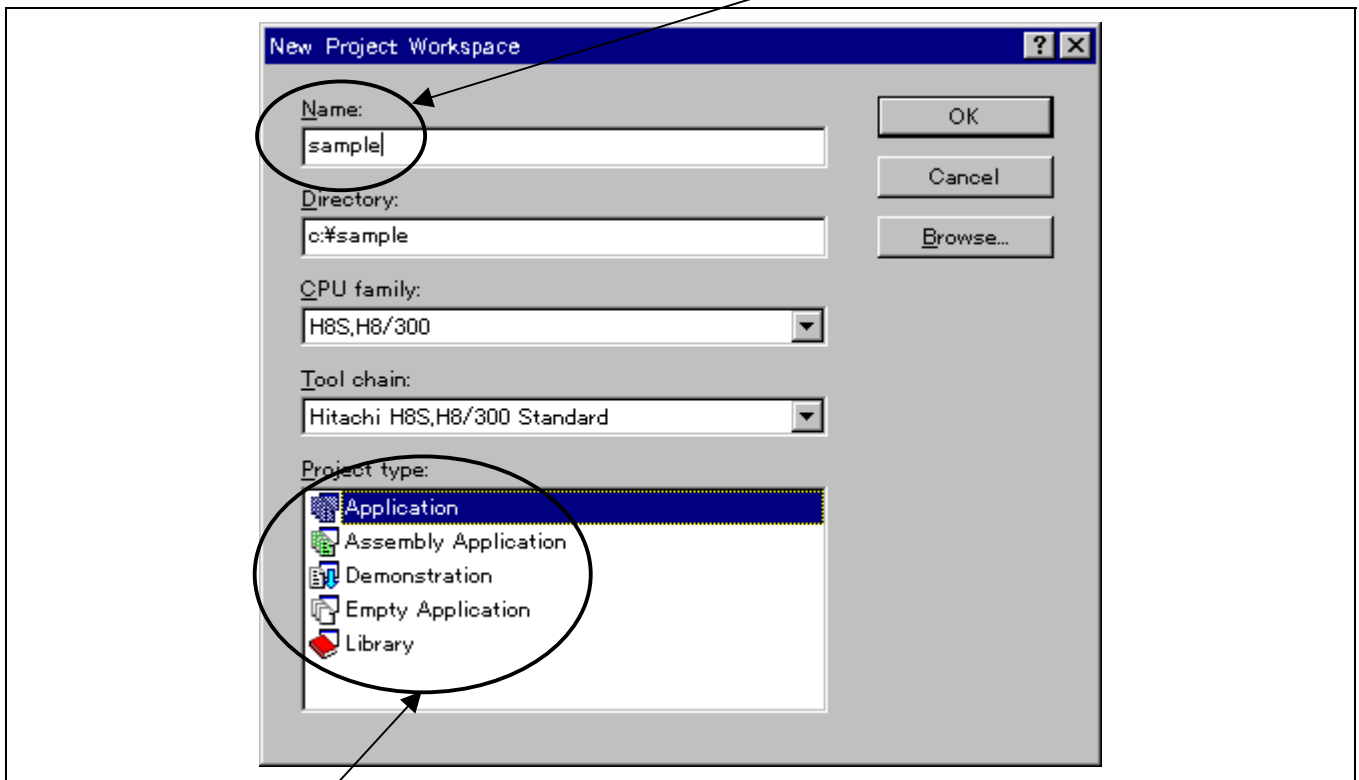 New Project Workspace
Name:
sample
OK
Cancel
Directory:
c:¥sample
Browse...
CPU family:
H8S,H8/300
Tool chain:
Hitachi H8S,H8/300 Standard
Project type:
Application
Assembly Application
Demonstration
Empty Application
Library